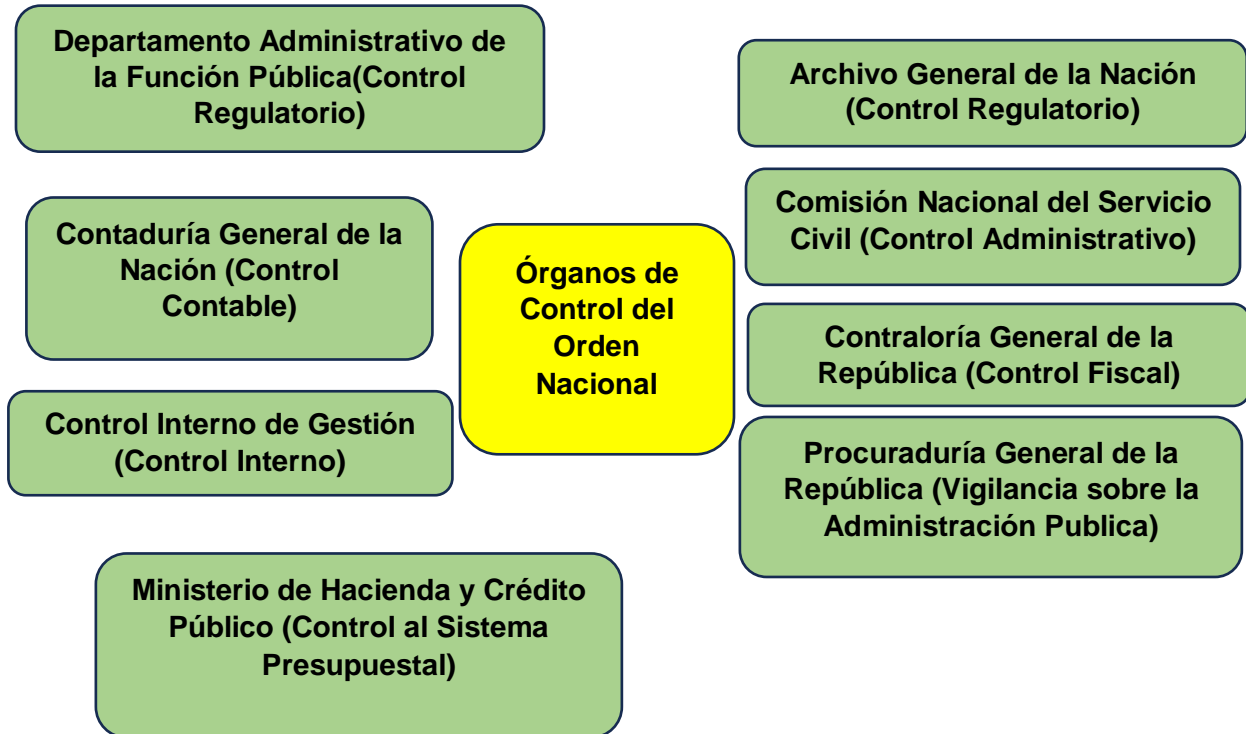 Departamento Administrativo de
la Función Pública(Control
Regulatorio)
Archivo General de la Nación
(Control Regulatorio)
Contaduría General de la
Nación (Control
Contable)
Comisión Nacional del Servicio
Civil (Control Administrativo)
Órganos de
Control del
Orden
Nacional
Contraloría General de la
República (Control Fiscal)
Control Interno de Gestión
(Control Interno)
Procuraduría General de la
República (Vigilancia sobre la
Administración Publica)
Ministerio de Hacienda y Crédito
Público (Control al Sistema
Presupuestal)